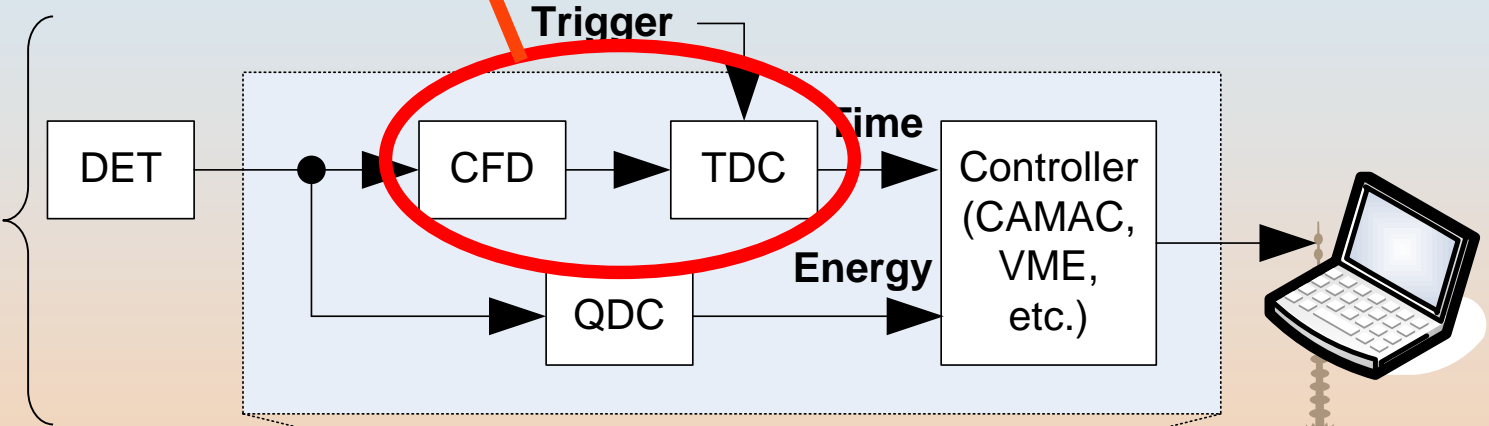 Trigger
DET
CFD
TDC
Time
Controller
(CAMAC,
VME,
etc.)
Energy
QDC